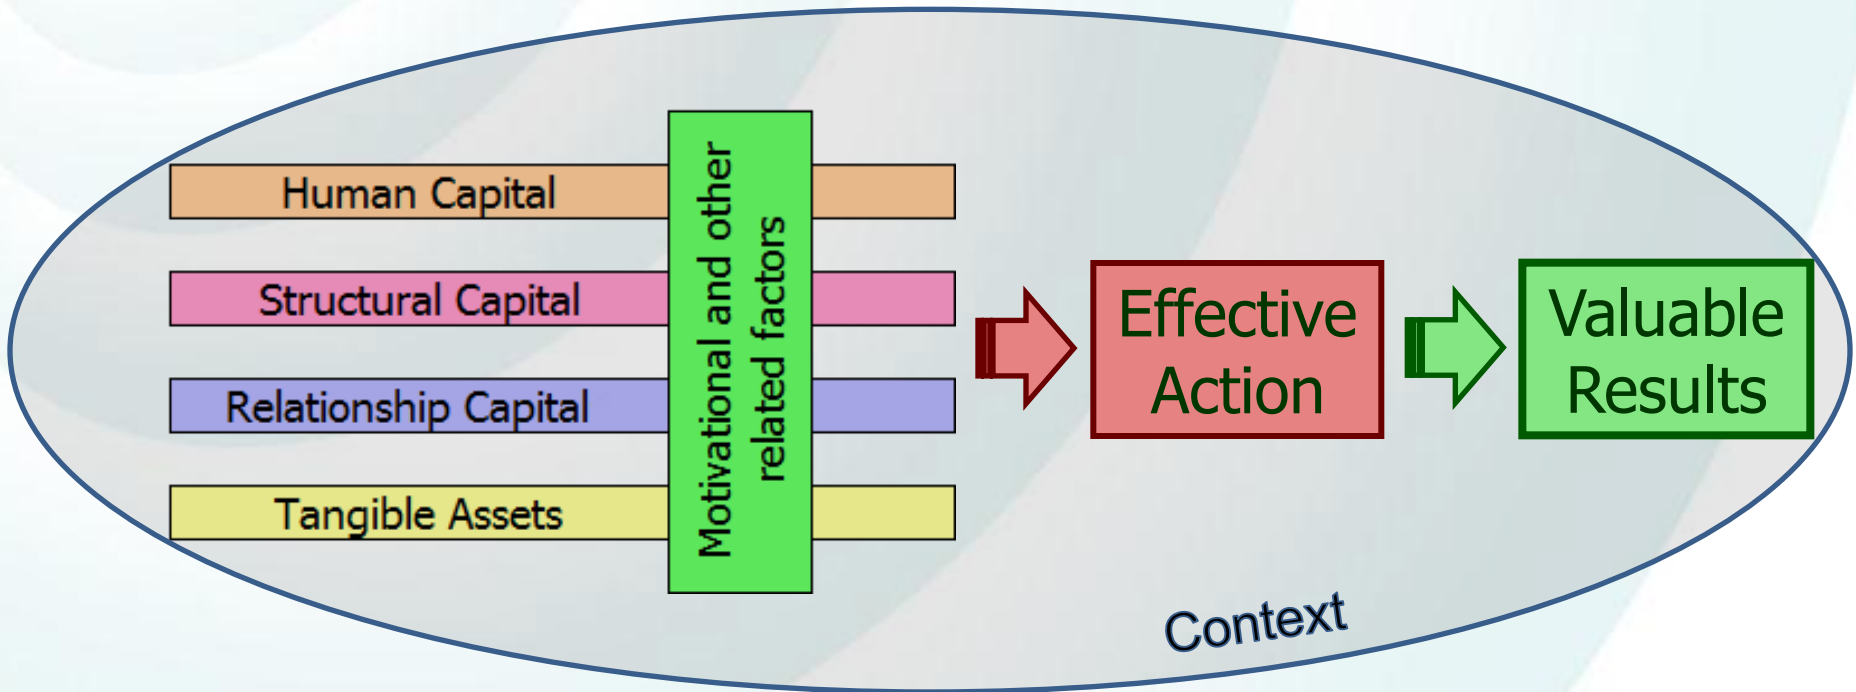 Human Capital
Structural Capital
Relationship Capital
Tangible Assets
Motivational and other
related factors
Effective
Action
Valuable
Results
Context